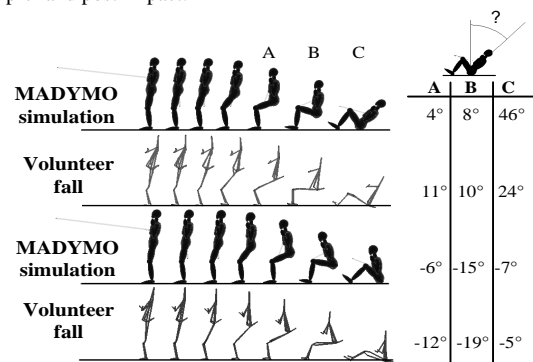 ?
A B C
A B C
MADYMO
simulation
4° 8° 46°
Volunteer
fall
11° 10° 24°
MADYMO
simulation
-6° -15° -7°
Volunteer
fall
-12° -19° -5°